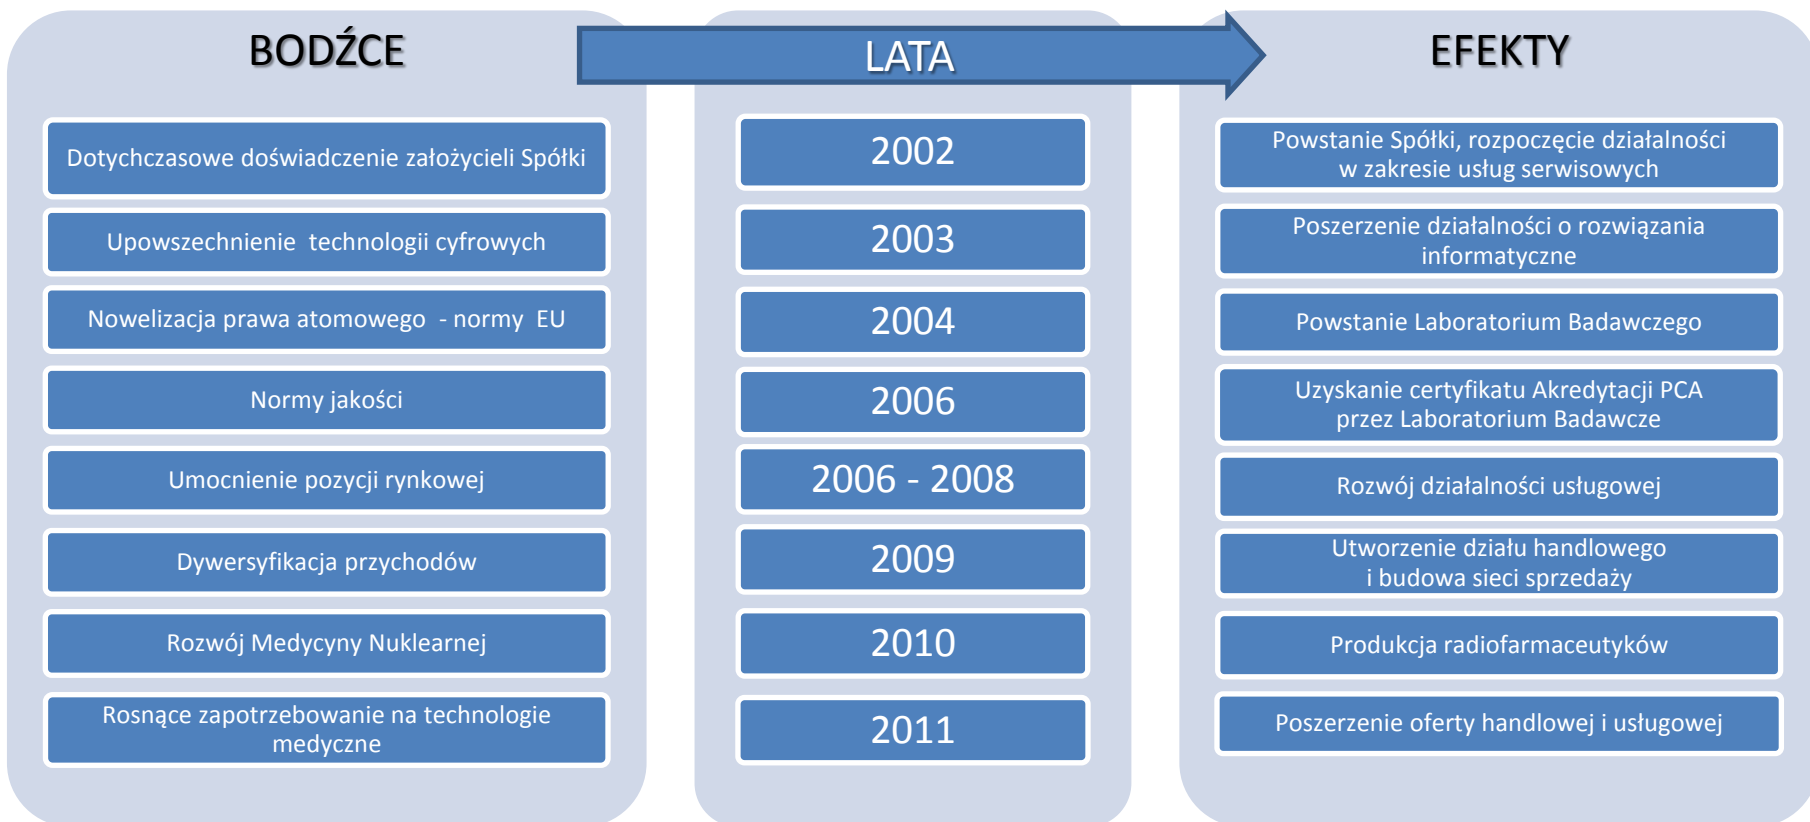 BODŹCE
LATA
EFEKTY
Dotychczasowe doświadczenie założycieli Spółki
2002
Powstanie Spółki, rozpoczęcie działalności
w zakresie usług serwisowych
Upowszechnienie technologii cyfrowych
2003
Poszerzenie działalności o rozwiązania
informatyczne
Nowelizacja prawa atomowego - normy EU
2004
Powstanie Laboratorium Badawczego
Normy jakości
2006
Uzyskanie certyfikatu Akredytacji PCA
przez Laboratorium Badawcze
Umocnienie pozycji rynkowej
2006 - 2008
Rozwój działalności usługowej
Dywersyfikacja przychodów
2009
Utworzenie działu handlowego
i budowa sieci sprzedaży
Rozwój Medycyny Nuklearnej
2010
Produkcja radiofarmaceutyków
Rosnące zapotrzebowanie na technologie
medyczne
2011
Poszerzenie oferty handlowej i usługowej